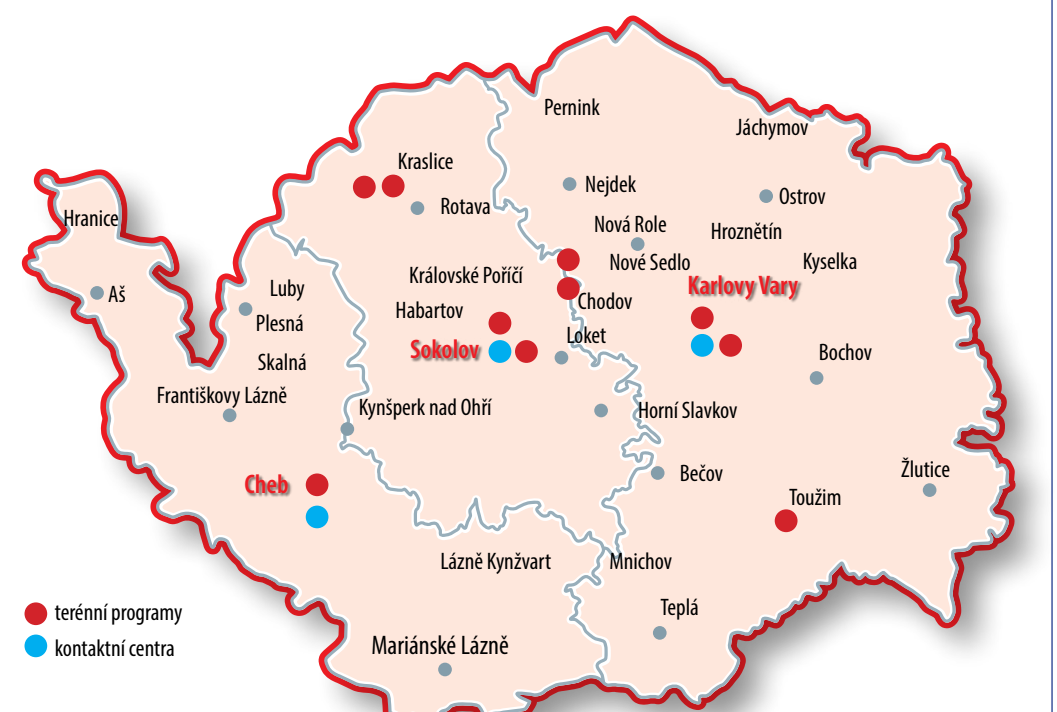 Pernink
Jáchymov
Kraslice
Nejdek
Ostrov
Rotava
Hranice
Nová Role
Hroznětín
Nové Sedlo
Kyselka
Královské Poříčí
Karlovy Vary
Luby
Aš
Chodov
Habartov
Plesná
Loket
Sokolov
Bochov
Skalná
Františkovy Lázně
Kynšperk nad Ohří
Horní Slavkov
Bečov
Žlutice
Cheb
Toužim
Lázně Kynžvart
Mnichov
terénní programy
Teplá
kontaktní centra
Mariánské Lázně